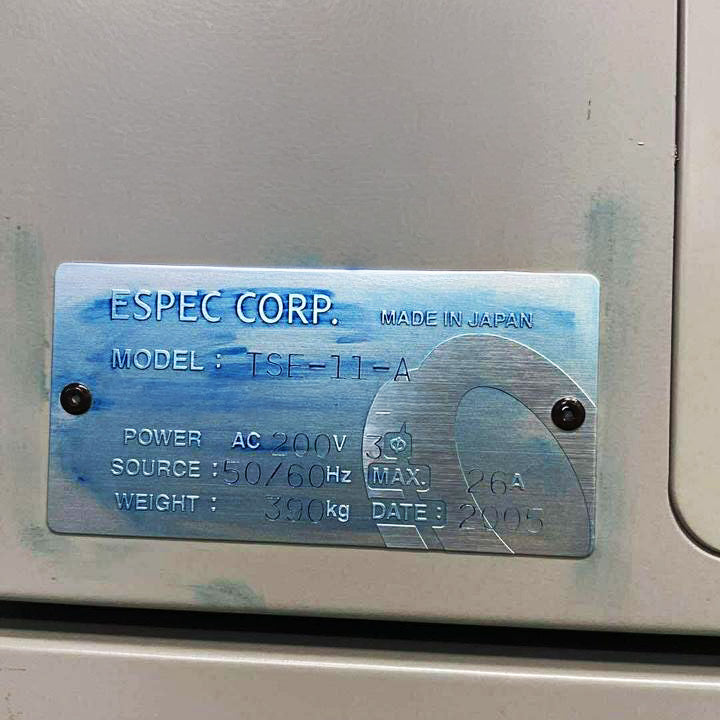 ESPEC CORP. MADE IN JAPAN
MODEL : TSE-11-A
POWER AC 200V 3Φ
SOURCE : 50/60Hz MAX. 26A
WEIGHT : 390kg DATE : 2005